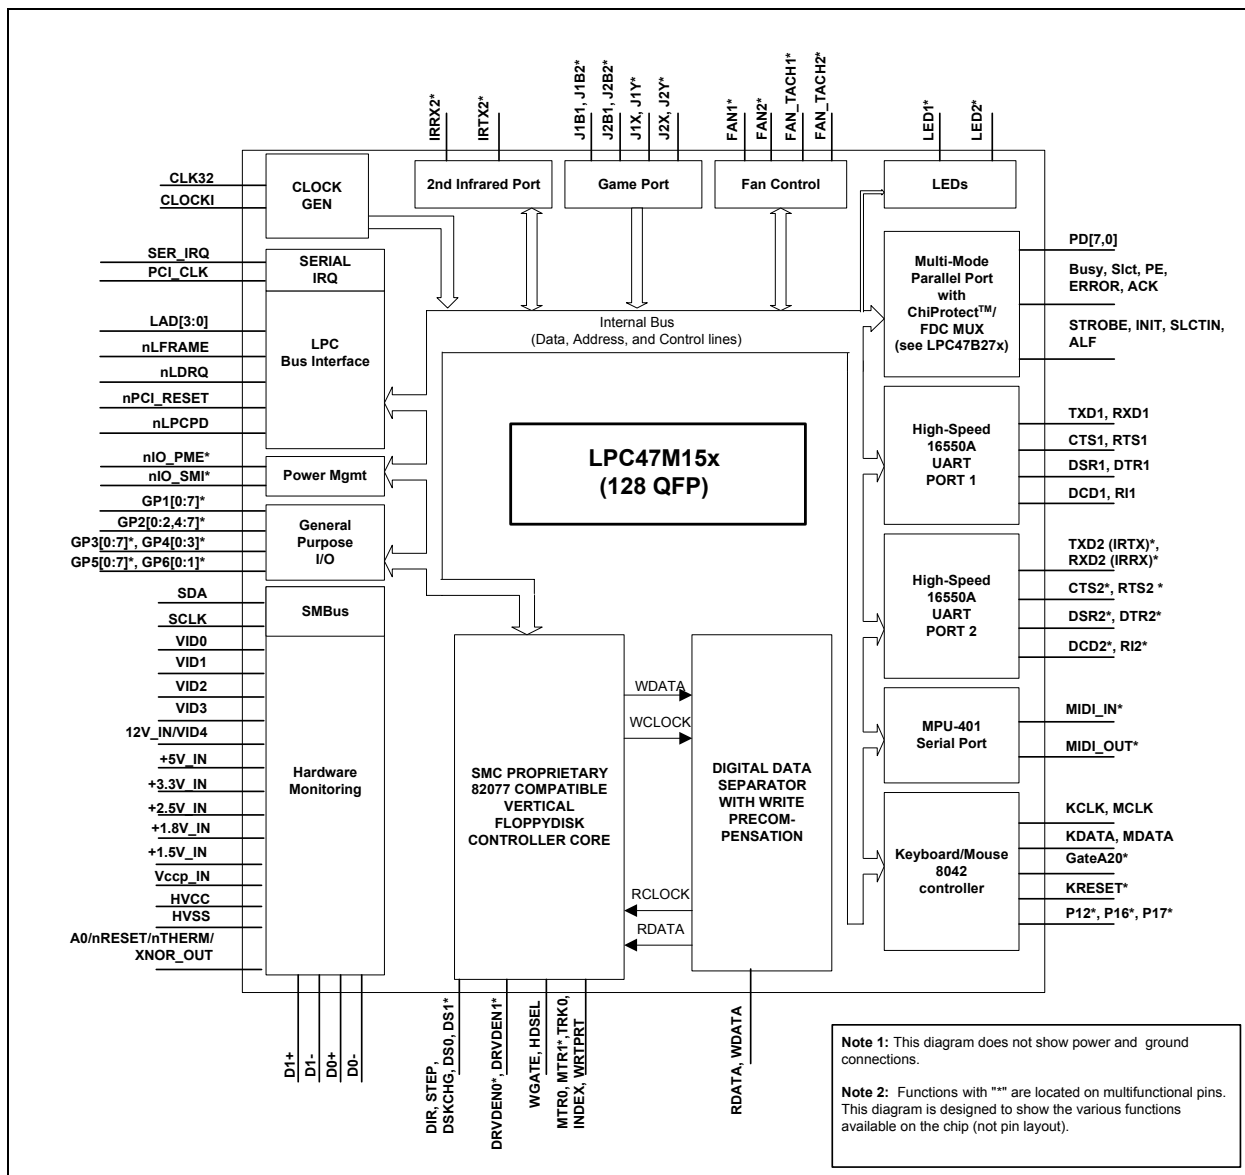 IRRX2*
IRTX2*
J1B1, J1B2*
J2B1, J2B2*
J1X, J1Y*
J2X, J2Y*
FAN1*
FAN2*
FAN_TACH1*
FAN_TACH2*
LED1*
LED2*
CLK32
CLOCKI
CLOCK
GEN
2nd Infrared Port
Game Port
Fan Control
LEDs
SER_IRQ
PCI_CLK
SERIAL
IRQ
LAD[3:0]
nLFRAME
nLDRQ
nPCI_RESET
nLPCPD
LPC
Bus Interface
nIO_PME*
nIO_SMI*
Power Mgmt
GP1[0:7]*
GP2[0:2,4:7]*
GP3[0:7]*, GP4[0:3]*
GP5[0:7]*, GP6[0:1]*
General
Purpose
I/O
SDA
SCLK
SMBus
VID0
VID1
VID2
VID3
12V_IN/VID4
+5V_IN
+3.3V_IN
+2.5V_IN
+1.8V_IN
+1.5V_IN
Vccp_IN
HVCC
HVSS
A0/nRESET/nTHERM/
XNOR_OUT
Hardware
Monitoring
D1+
D1-
D0+
D0-
Internal Bus
(Data, Address, and Control lines)
LPC47M15x
(128 QFP)
SMC PROPRIETARY
82077 COMPATIBLE
VERTICAL
FLOPPYDISK
CONTROLLER CORE
WDATA
WCLOCK
RCLOCK
RDATA
DIGITAL DATA
SEPARATOR
WITH WRITE
PRECOM-
PENSATION
DIR, STEP,
DSKCHG, DS0, DS1*
DRVDEN0*, DRVDEN1*
WGATE, HDSEL
MTR0, MTR1*,TRK0,
INDEX, WRTPRT
RDATA, WDATA
Multi-Mode
Parallel Port
with
ChiProtect™/
FDC MUX
(see LPC47B27x)
PD[7,0]
Busy, Slct, PE,
ERROR, ACK
STROBE, INIT, SLCTIN,
ALF
High-Speed
16550A
UART
PORT 1
TXD1, RXD1
CTS1, RTS1
DSR1, DTR1
DCD1, RI1
High-Speed
16550A
UART
PORT 2
TXD2 (IRTX)*,
RXD2 (IRRX)*
CTS2*, RTS2 *
DSR2*, DTR2*
DCD2*, RI2*
MPU-401
Serial Port
MIDI_IN*
MIDI_OUT*
Keyboard/Mouse
8042
controller
KCLK, MCLK
KDATA, MDATA
GateA20*
KRESET*
P12*, P16*, P17*
Note 1: This diagram does not show power and ground
connections.
Note 2: Functions with "*" are located on multifunctional pins.
This diagram is designed to show the various functions
available on the chip (not pin layout).